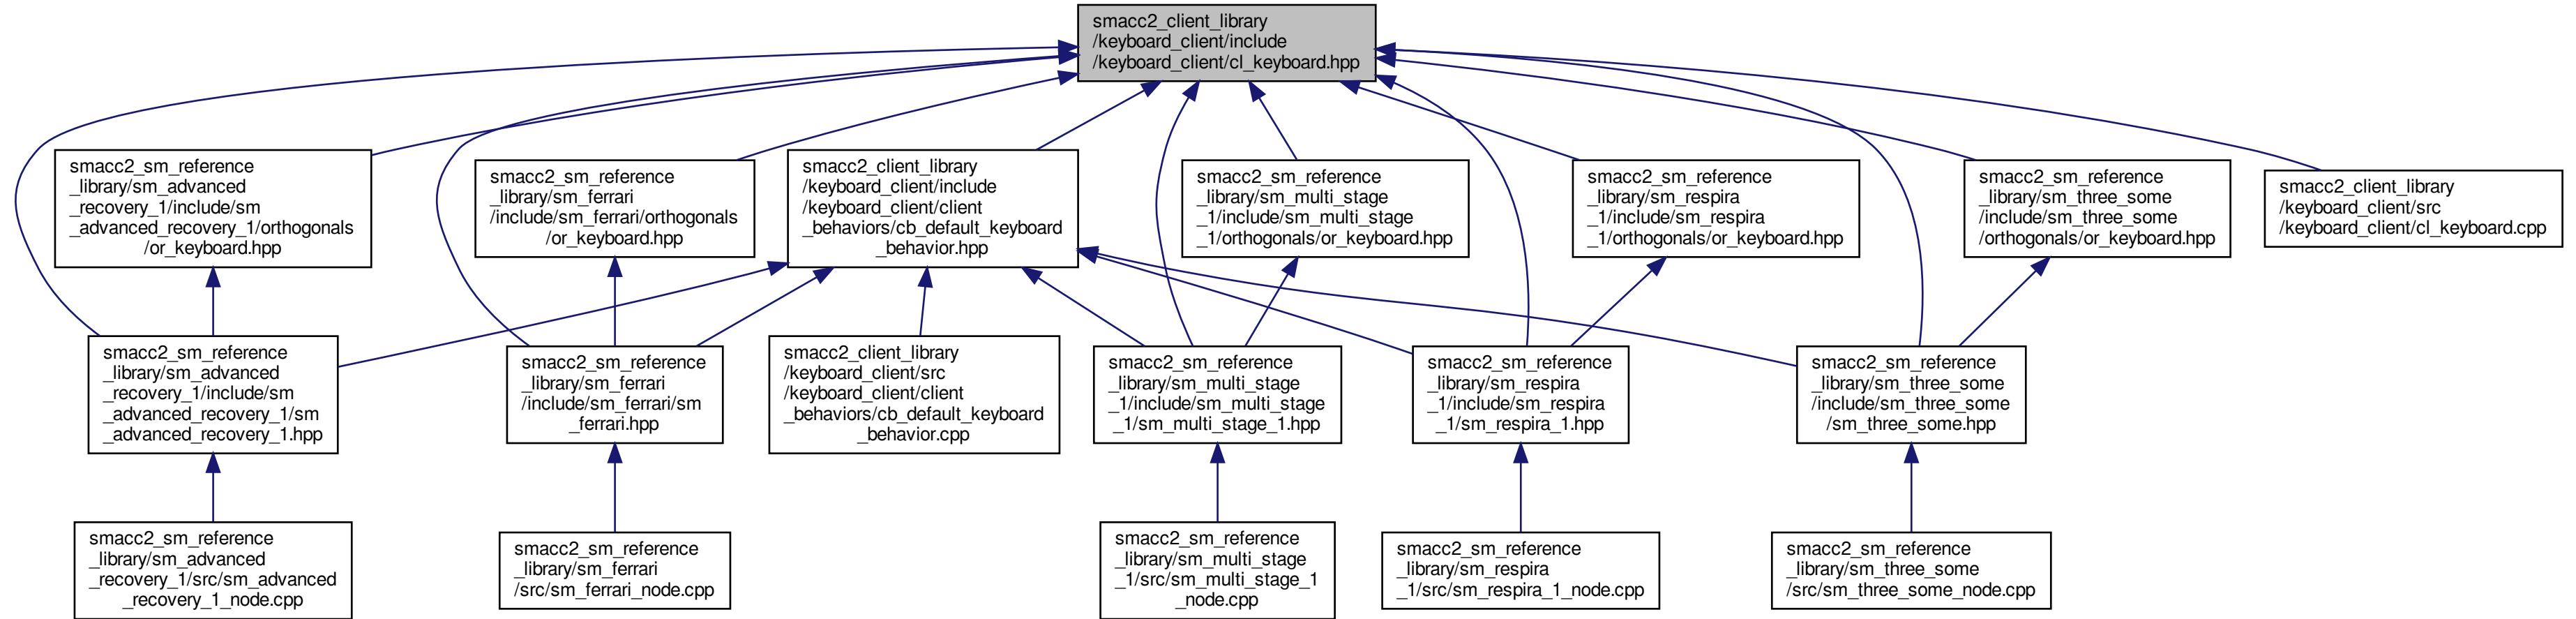 smacc2_client_library
/keyboard_client/include
/keyboard_client/cl_keyboard.hpp
smacc2_sm_reference
_library/sm_advanced
_recovery_1/include/sm
_advanced_recovery_1/orthogonals
/or_keyboard.hpp
smacc2_sm_reference
_library/sm_ferrari
/include/sm_ferrari/orthogonals
/or_keyboard.hpp
smacc2_client_library
/keyboard_client/include
/keyboard_client/client
_behaviors/cb_default_keyboard
_behavior.hpp
smacc2_sm_reference
_library/sm_multi_stage
_1/include/sm_multi_stage
_1/orthogonals/or_keyboard.hpp
smacc2_sm_reference
_library/sm_respira
_1/include/sm_respira
_1/orthogonals/or_keyboard.hpp
smacc2_sm_reference
_library/sm_three_some
/include/sm_three_some
/orthogonals/or_keyboard.hpp
smacc2_client_library
/keyboard_client/src
/keyboard_client/cl_keyboard.cpp
smacc2_sm_reference
_library/sm_advanced
_recovery_1/include/sm
_advanced_recovery_1/sm
_advanced_recovery_1.hpp
smacc2_sm_reference
_library/sm_ferrari
/include/sm_ferrari/sm
_ferrari.hpp
smacc2_client_library
/keyboard_client/src
/keyboard_client/client
_behaviors/cb_default_keyboard
_behavior.cpp
smacc2_sm_reference
_library/sm_multi_stage
_1/include/sm_multi_stage
_1/sm_multi_stage_1.hpp
smacc2_sm_reference
_library/sm_respira
_1/include/sm_respira
_1/sm_respira_1.hpp
smacc2_sm_reference
_library/sm_three_some
/include/sm_three_some
/sm_three_some.hpp
smacc2_sm_reference
_library/sm_advanced
_recovery_1/src/sm_advanced
_recovery_1_node.cpp
smacc2_sm_reference
_library/sm_ferrari
/src/sm_ferrari_node.cpp
smacc2_sm_reference
_library/sm_multi_stage
_1/src/sm_multi_stage_1
_node.cpp
smacc2_sm_reference
_library/sm_respira
_1/src/sm_respira_1_node.cpp
smacc2_sm_reference
_library/sm_three_some
/src/sm_three_some_node.cpp